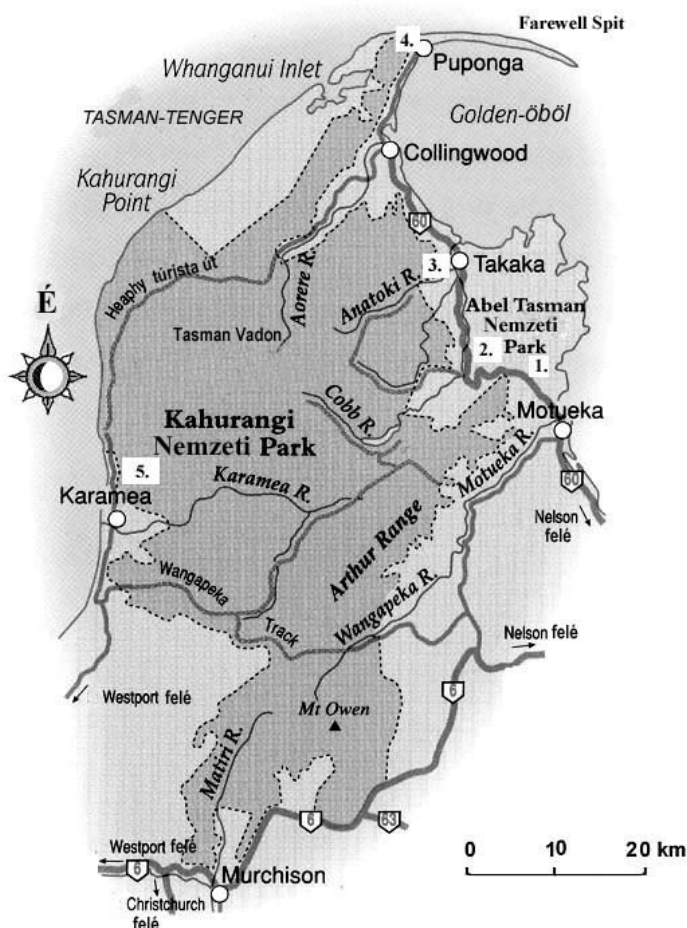 Farewell Spit
4.
Puponga
Whanganui Inlet
TASMAN-TENGER
Golden-öböl
Collingwood
Kahurangi
Point
60
3.
Takaka
Heaphy túrista út
Aorere R.
Anatoki R.
Abel Tasman
Nemzeti
Park
É
Tasman Vadon
2.
1.
Cobb R.
Motueka
Kahurangi
Nemzeti Park
Motueka R.
5.
Karamea R.
60
Karamea
Nelson
felé
Arthur Range
Wangapeka
Track
Wangapeka R.
Nelson felé
Westport felé
6
Mt Owen
Matiri R.
6
63
Westport felé
6
0 10 20 km
Murchison
Christchurch
felé